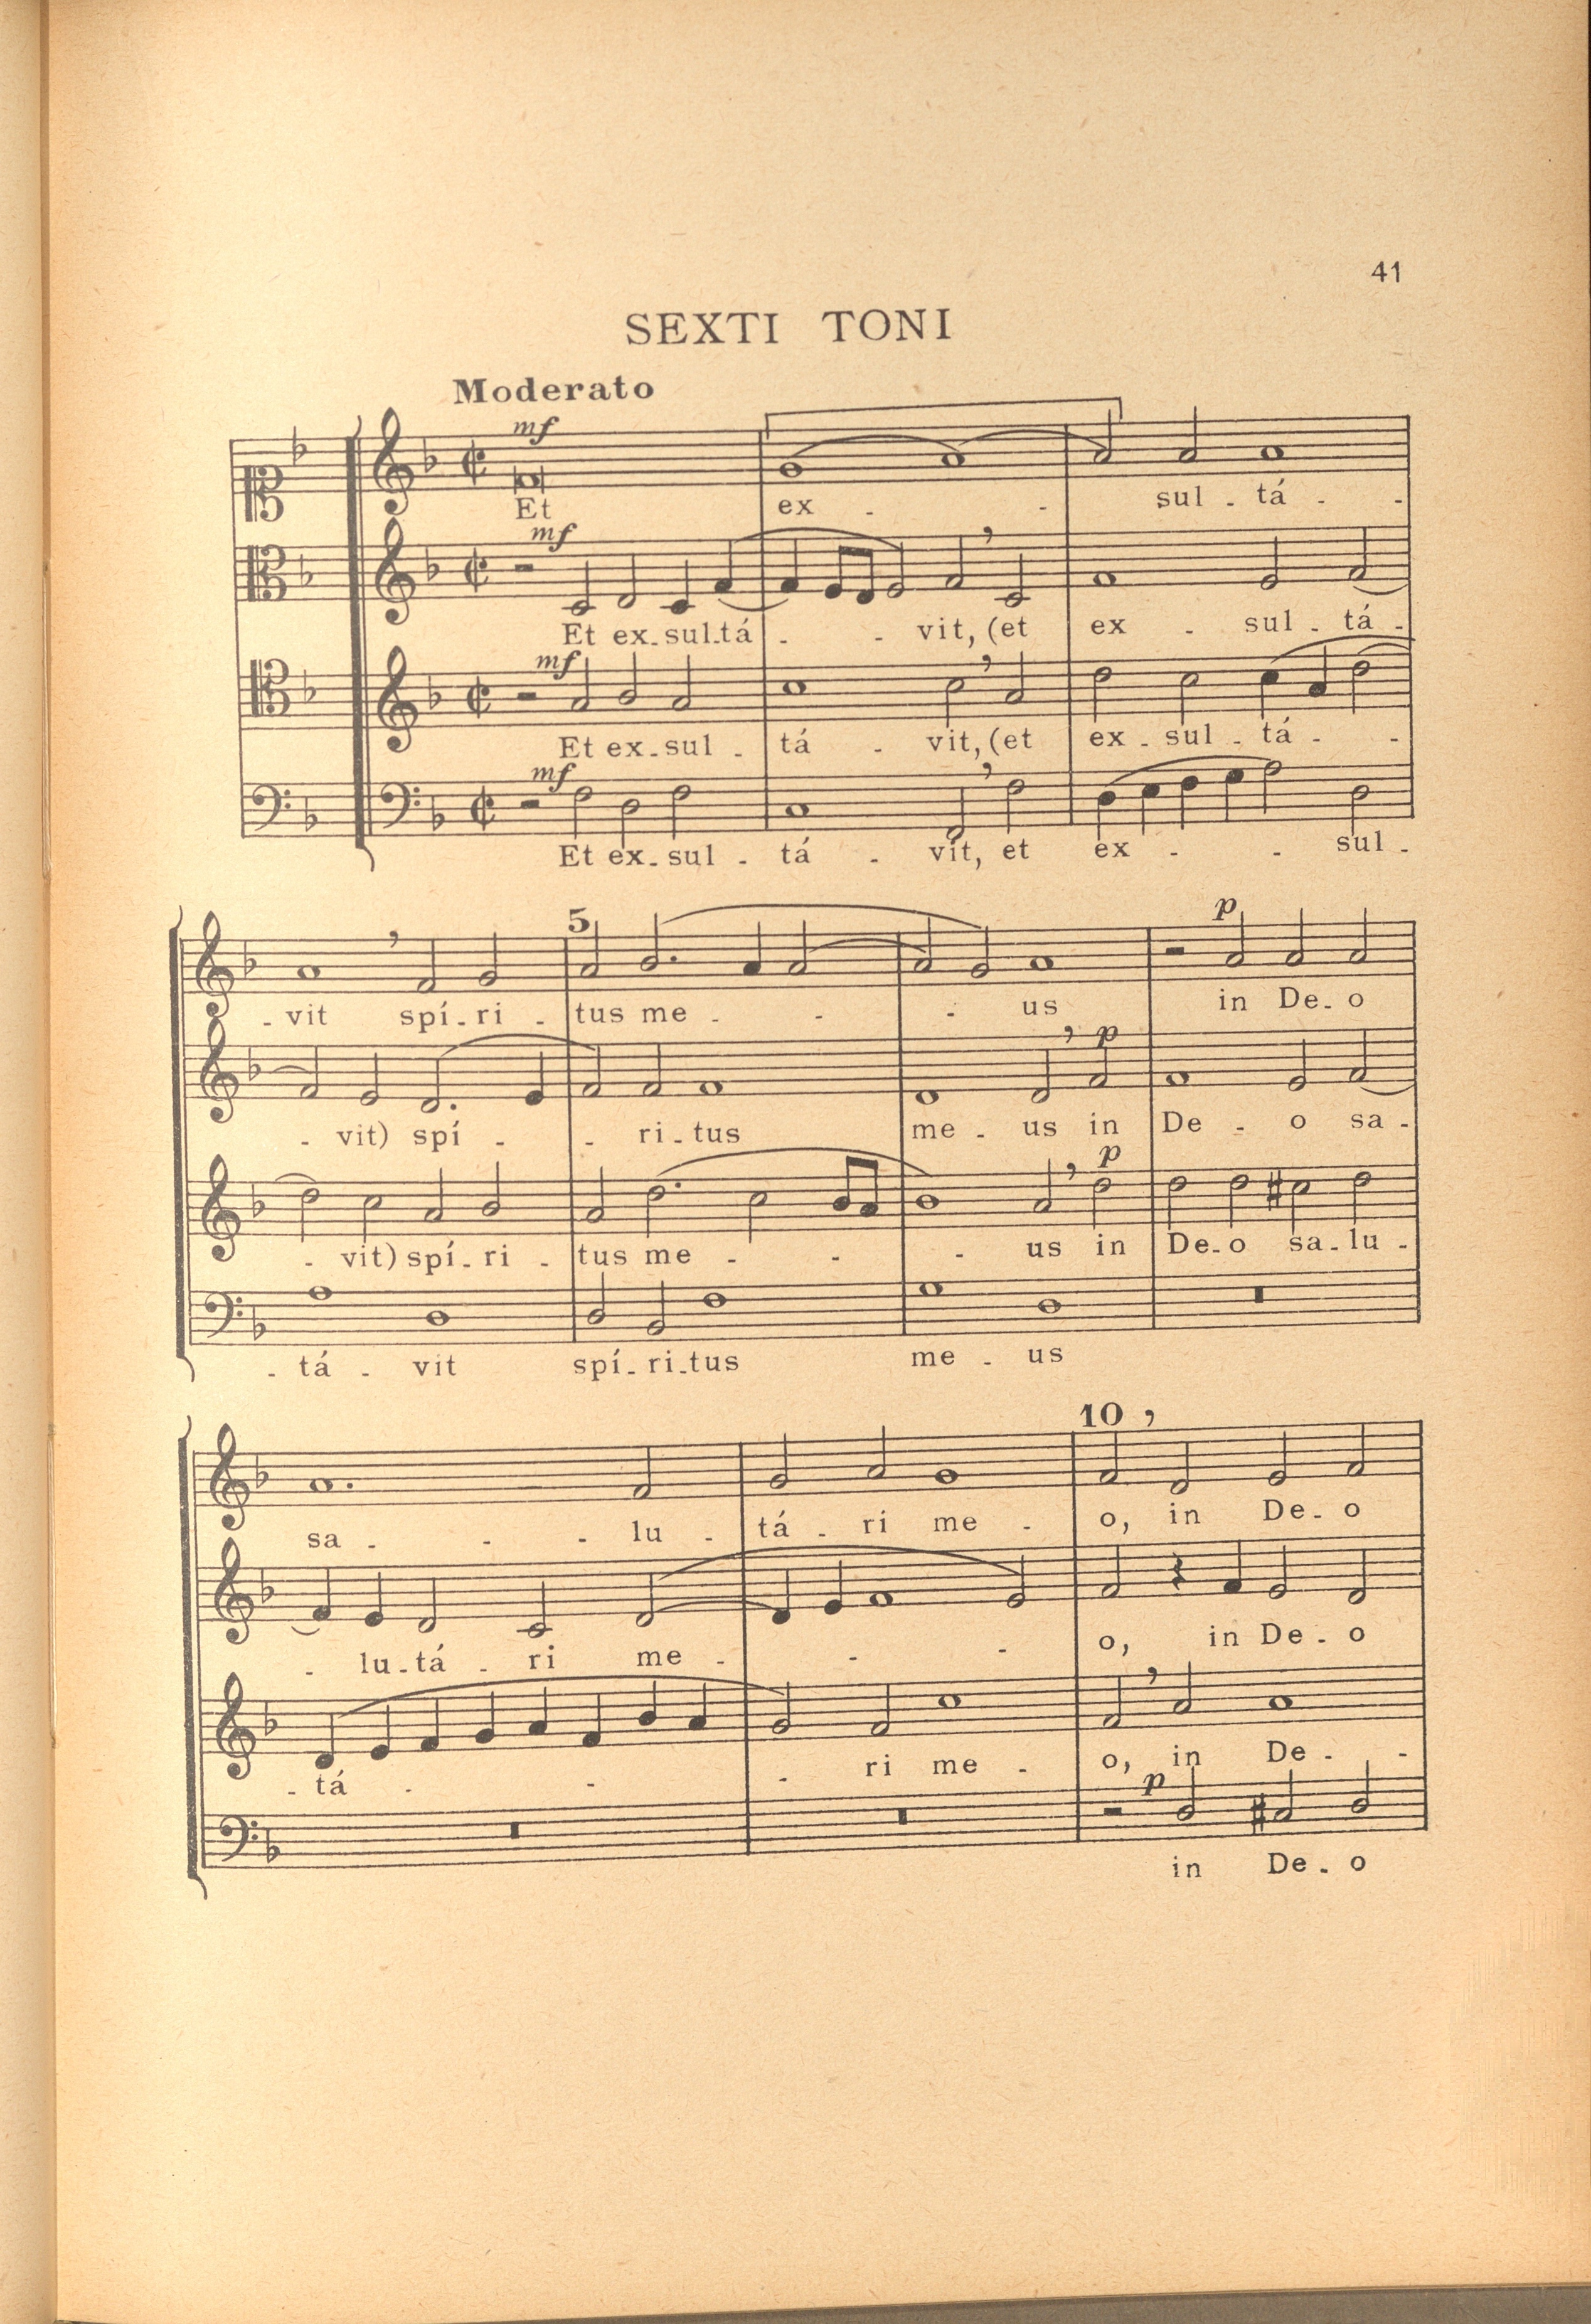 41
SEXTI TONI
Moderato
mf
Et ex - - sul - tá - -
mf
Et ex - sul - tá - - vit, (et ex - sul - tá -
mf
Et ex - sul - tá - vit, (et ex - sul - tá - -
mf
Et ex - sul - tá - vit, et ex - - sul -
5
p
- vit spí - ri - tus me - - - us in De - o
p
- vit) spí - - ri - tus me - us in De - o sa -
p
- vit) spí - ri - tus me - - - us in De - o sa - lu -
- tá - vit spí - ri - tus me - us
10
sa - - - lu - tá - ri me - o, in De - o
- lu - tá - ri me - - - o, in De - o
- tá - - - ri me - o, in De - -
p
in De - o